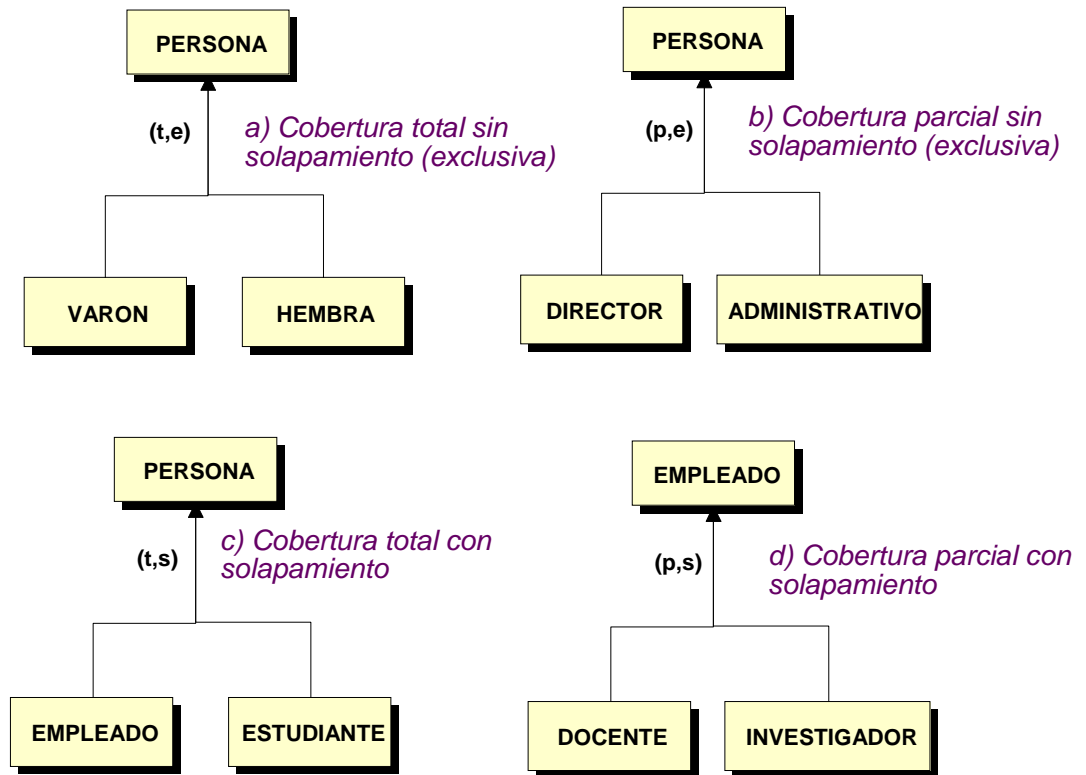 PERSONA
(t,e)
a) Cobertura total sin
solapamiento (exclusiva)
VARON
HEMBRA
PERSONA
(p,e)
b) Cobertura parcial sin
solapamiento (exclusiva)
DIRECTOR
ADMINISTRATIVO
PERSONA
(t,s)
c) Cobertura total con
solapamiento
EMPLEADO
ESTUDIANTE
EMPLEADO
(p,s)
d) Cobertura parcial con
solapamiento
DOCENTE
INVESTIGADOR